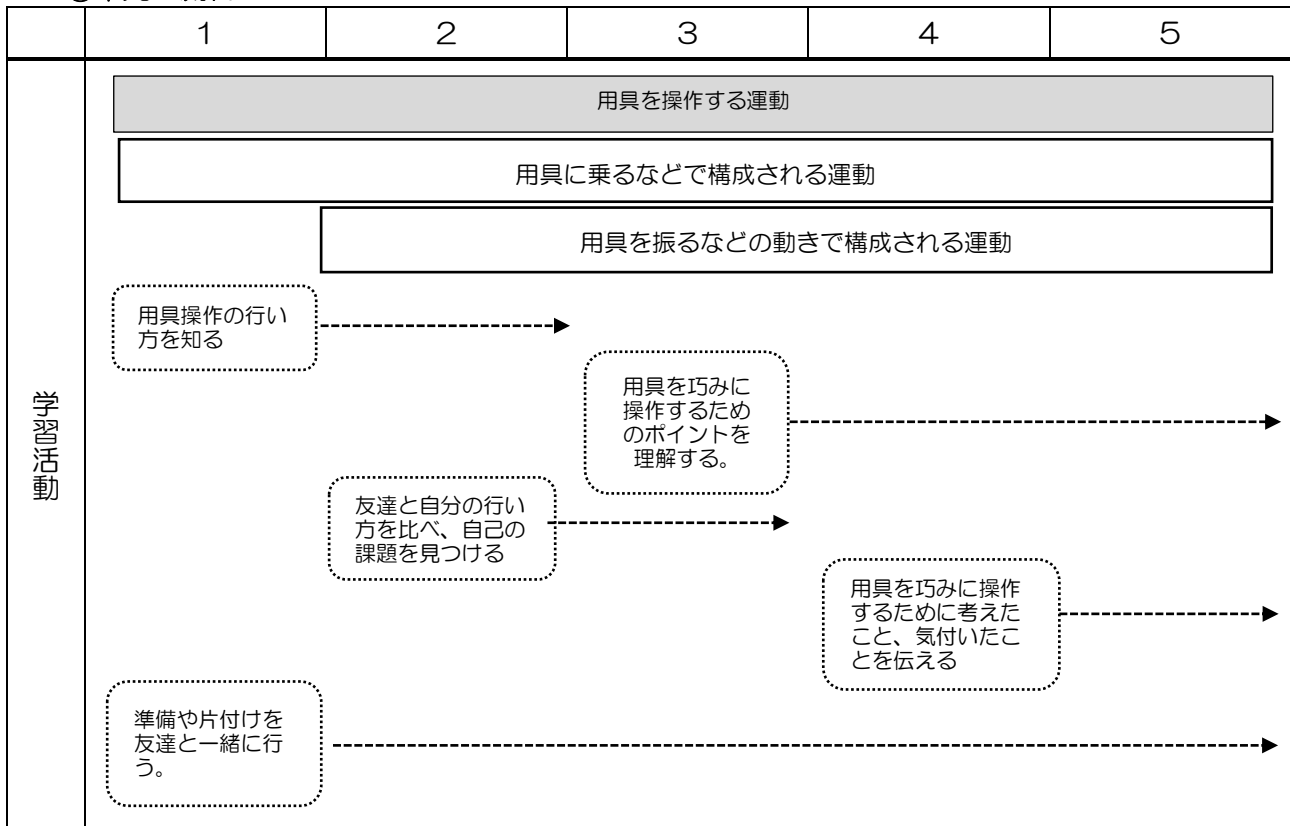 1 2 3 4 5
用具を操作する運動
用具に乗るなどで構成される運動
用具を振るなどの動きで構成される運動
用具操作の行い
方を知る
用具を巧みに
操作するため
のポイントを
理解する。
学習活動
友達と自分の行い
方を比べ、自己の
課題を見つける
用具を巧みに操作
するために考えた
こと、気付いたこ
とを伝える
準備や片付けを
友達と一緒に行
う。